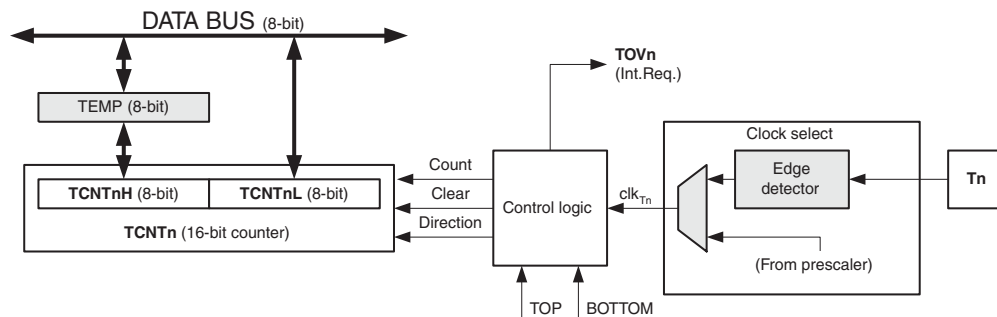 DATA BUS (8-bit)
TOVn
(Int.Req.)
TEMP (8-bit)
Clock select
Count
Edge
detector
Tn
TCNTnH (8-bit) TCNTnL (8-bit)
Clear
Control logic
clkTn
TCNTn (16-bit counter)
Direction
(From prescaler)
TOP
BOTTOM